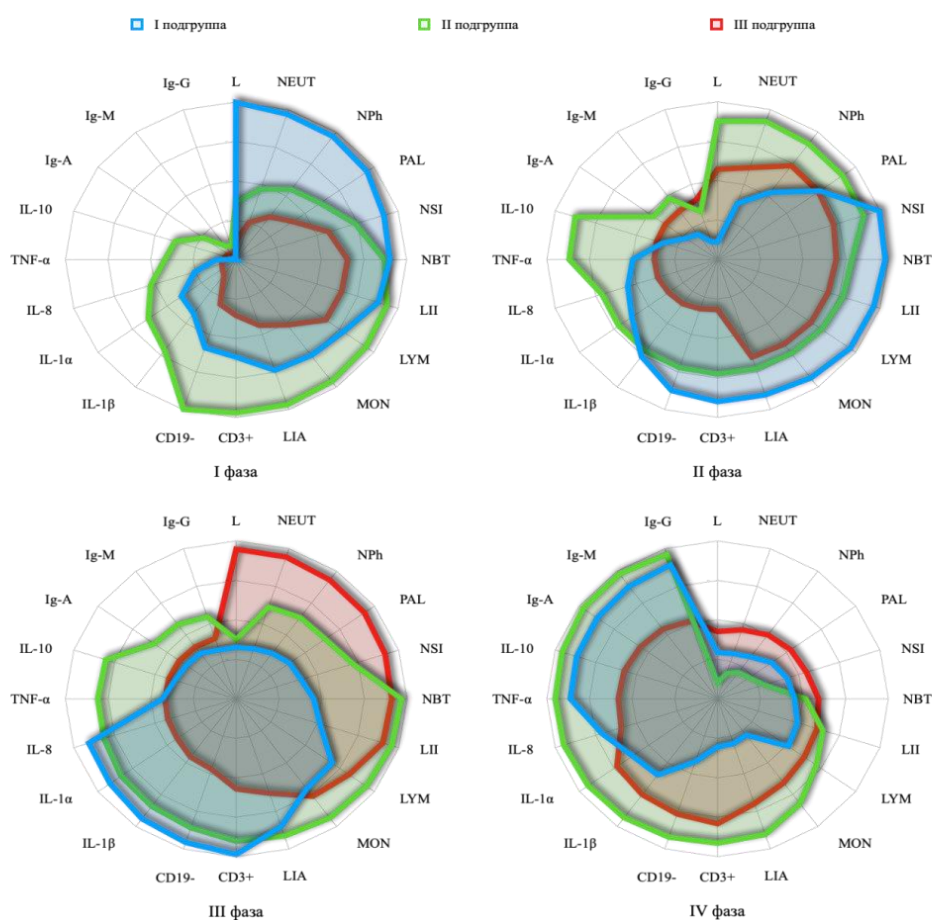 I подгруппа II подгруппа III подгруппа
L
Ig-G NEUT
Ig-M NPh
Ig-A PAL
IL-10 NSI
TNF-α NBT
IL-8 LII
IL-1α LYM
IL-1β MON
CD19- CD3+ LIA
I фаза
L
Ig-G NEUT
Ig-M NPh
Ig-A PAL
IL-10 NSI
TNF-α NBT
IL-8 LII
IL-1α LYM
IL-1β MON
CD19- CD3+ LIA
II фаза
L
Ig-G NEUT
Ig-M NPh
Ig-A PAL
IL-10 NSI
TNF-α NBT
IL-8 LII
IL-1α LYM
IL-1β MON
CD19- CD3+ LIA
III фаза
L
Ig-G NEUT
Ig-M NPh
Ig-A PAL
IL-10 NSI
TNF-α NBT
IL-8 LII
IL-1α LYM
IL-1β MON
CD19- CD3+ LIA
IV фаза